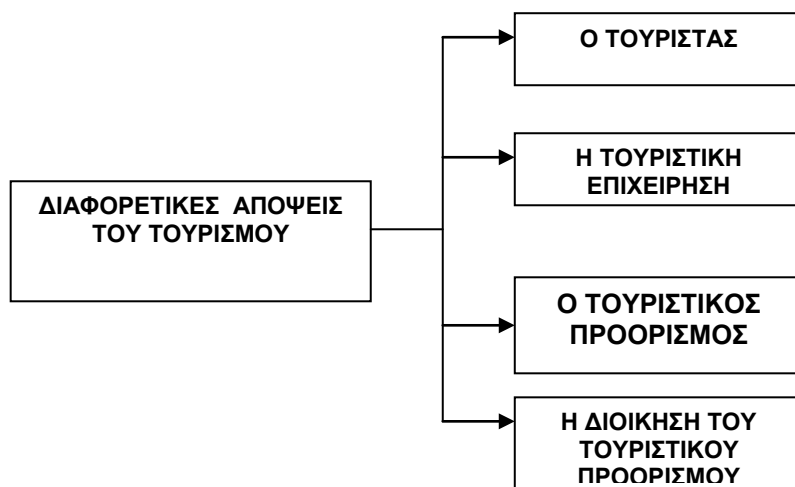 Ο ΤΟΥΡΙΣΤΑΣ
Η ΤΟΥΡΙΣΤΙΚΗ
ΕΠΙΧΕΙΡΗΣΗ
ΔΙΑΦΟΡΕΤΙΚΕΣ ΑΠΟΨΕΙΣ
ΤΟΥ ΤΟΥΡΙΣΜΟΥ
Ο ΤΟΥΡΙΣΤΙΚΟΣ
ΠΡΟΟΡΙΣΜΟΣ
Η ΔΙΟΙΚΗΣΗ ΤΟΥ
ΤΟΥΡΙΣΤΙΚΟΥ
ΠΡΟΟΡΙΣΜΟΥ